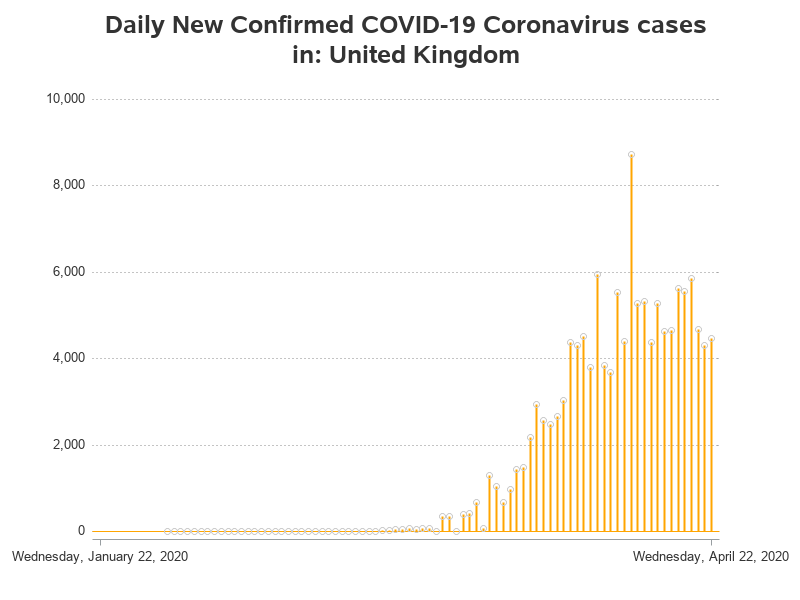 Daily New Confirmed COVID-19 Coronavirus cases
in: United Kingdom
10,000
8,000
6,000
4,000
2,000
0
Wednesday, January 22, 2020
Wednesday, April 22, 2020